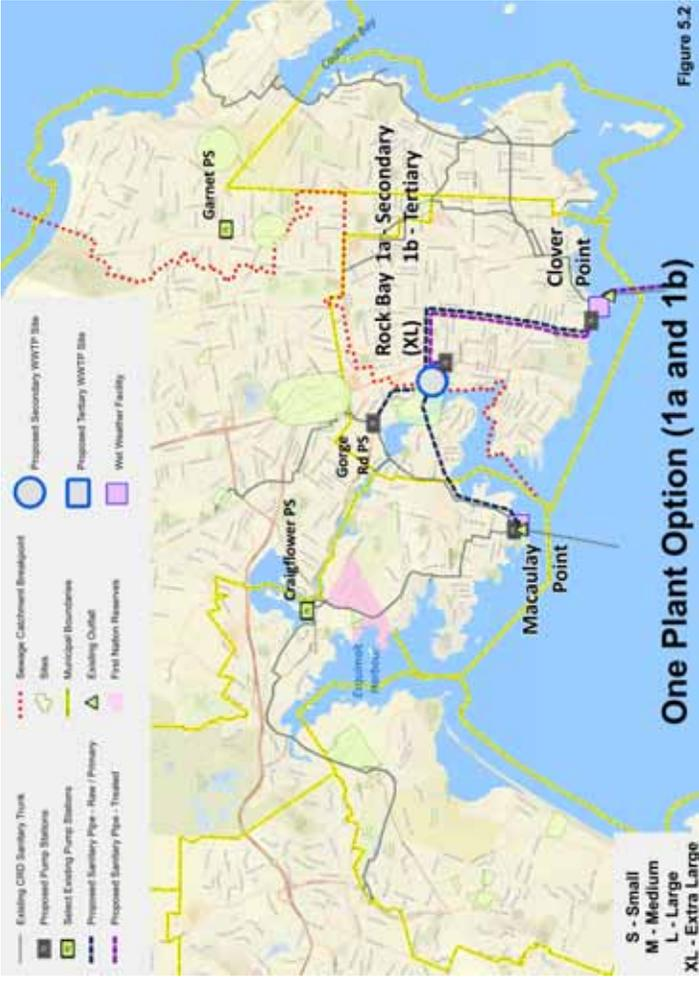 Existing CRD Sanitary Trunk
Proposed Pump Stations
Select Existing Pump Stations
Proposed Sanitary Pipe - Raw / Primary
Proposed Sanitary Pipe - Treated
Sewage Catchment Breakpoint
Sites
Municipal Boundaries
Existing Outfall
First Nation Reserves
Proposed Secondary WWTP Site
Proposed Tertiary WWTP Site
Wet Weather Facility
Garnet PS
Craigflower PS
Gorge
Rd PS
Rock Bay 1a - Secondary
(XL) 1b - Tertiary
Clover
Point
Macaulay
Point
Esquimalt
Harbour
Bay
S - Small
M - Medium
L - Large
XL - Extra Large
One Plant Option (1a and 1b)
Figure 5.2